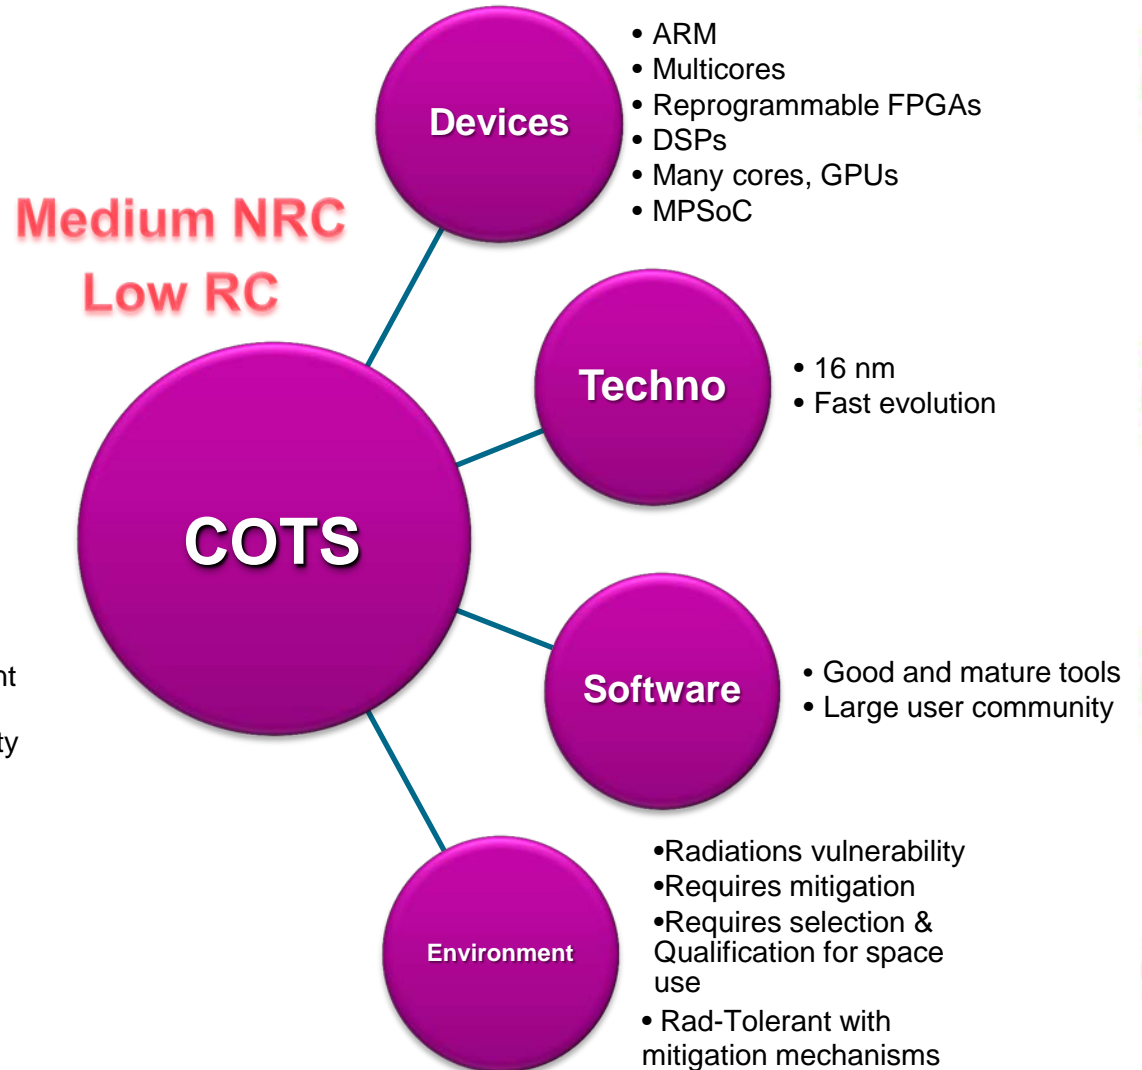 Devices
• ARM
• Multicores
• Reprogrammable FPGAs
• DSPs
• Many cores, GPUs
• MPSoC
Medium NRC
Low RC
Techno
• 16 nm
• Fast evolution
COTS
Software
• Good and mature tools
• Large user community
nt
ty
Environment
•Radiations vulnerability
•Requires mitigation
•Requires selection &
Qualification for space
use
• Rad-Tolerant with
mitigation mechanisms